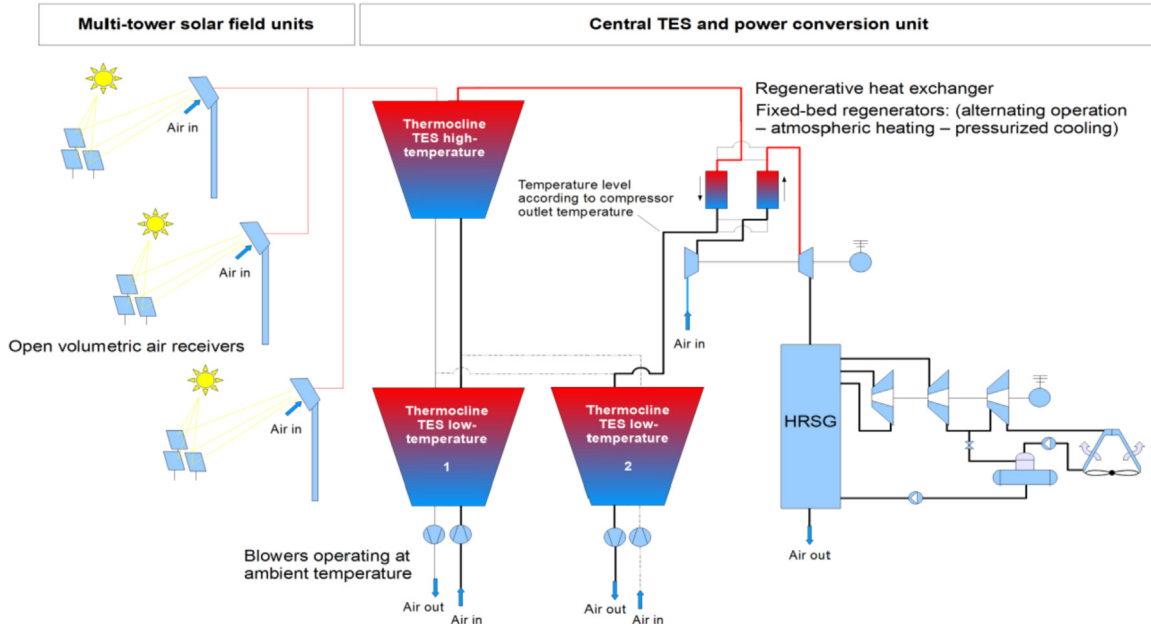 Multi-tower solar field units
Central TES and power conversion unit
Air in
Thermocline
TES high-
temperature
Regenerative heat exchanger
Fixed-bed regenerators: (alternating operation
– atmospheric heating – pressurized cooling)
Temperature level
according to compressor
outlet temperature
Air in
Air in
Open volumetric air receivers
Air in
Thermocline
TES low-
temperature
1
Thermocline
TES low-
temperature
2
HRSG
Blowers operating at
ambient temperature
Air out
Air in
Air out
Air in
Air out